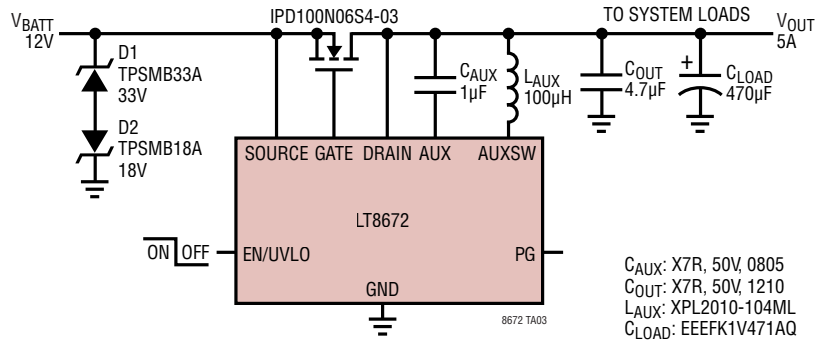 IPD100N06S4-03
TO SYSTEM LOADS
VBATT
12V
VOUT
5A
D1
TPSMB33A
33V
D2
TPSMB18A
18V
CAUX
1µF
LAUX
100µH
COUT
4.7µF
+
CLOAD
470µF
SOURCE GATE DRAIN AUX AUXSW
LT8672
ON OFF
EN/UVLO
PG
GND
8672 TA03
CAUX: X7R, 50V, 0805
COUT: X7R, 50V, 1210
LAUX: XPL2010-104ML
CLOAD: EEEFK1V471AQ